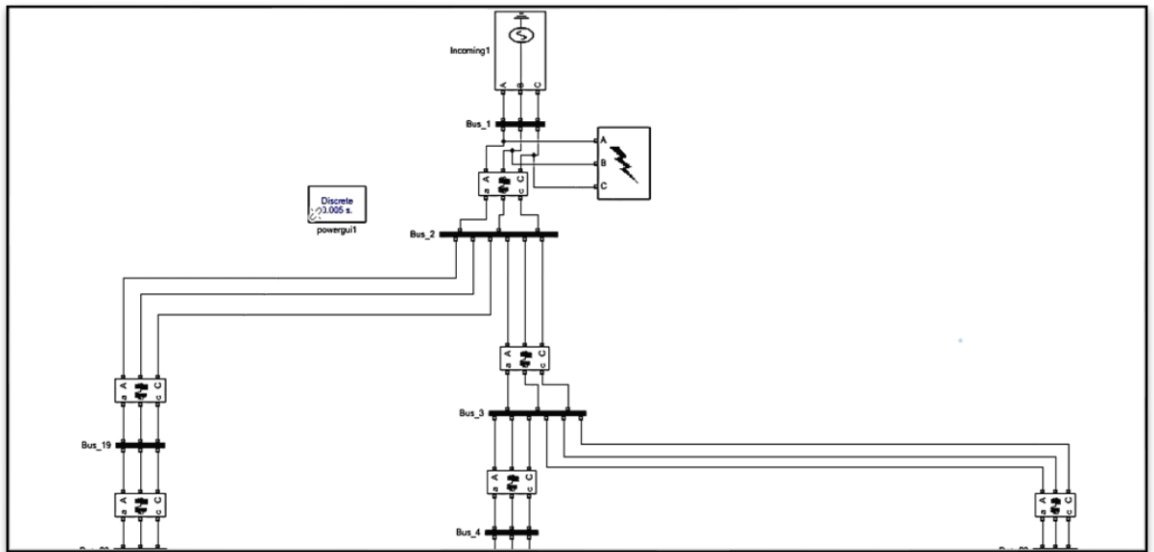 Incoming1
A B C
Bus_1
A
B
C
A C
a c
Discrete
3.005 s.
powergui1
Bus_2
A C
a c
Bus_3
A C
a c
Bus_19
A C
a c
A C
a c
A C
a c
Bus_4